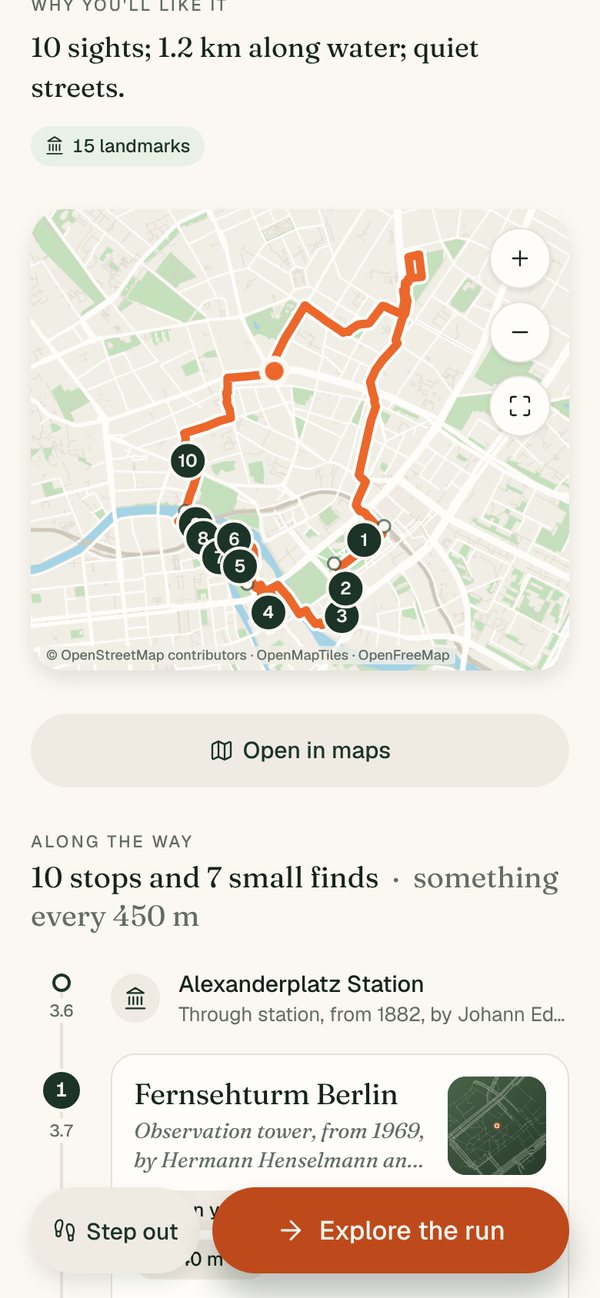 WHY YOU'LL LIKE IT
10 sights; 1.2 km along water; quiet
streets.
15 landmarks
+
−
10
8
6
7
5
1
2
4
3
© OpenStreetMap contributors · OpenMapTiles · OpenFreeMap
Open in maps
ALONG THE WAY
10 stops and 7 small finds · something
every 450 m
Alexanderplatz Station
3.6
Through station, from 1882, by Johann Ed…
1
Fernsehturm Berlin
3.7
Observation tower, from 1969,
by Hermann Henselmann an…
Step out
Explore the run